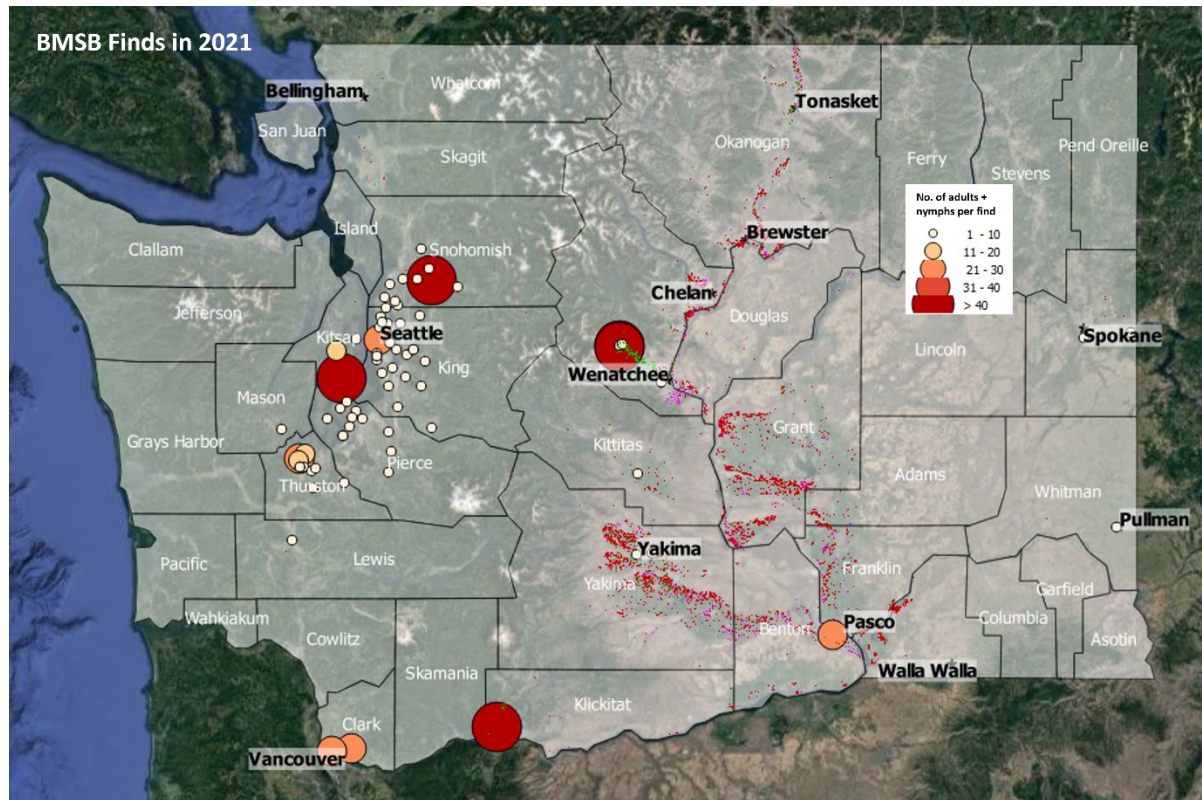 BMSB Finds in 2021
Bellingham
Whatcom
Tonasket
San Juan
Skagit
Okanogan
Ferry
Pend Oreille
Stevens
No. of adults +
nymphs per find
1 - 10
11 - 20
21 - 30
31 - 40
> 40
Island
Clallam
Snohomish
Brewster
Chelan
Jefferson
Douglas
Kitsap
Seattle
Spokane
Lincoln
King
Wenatchee
Mason
Grays Harbor
Kittitas
Grant
Pierce
Adams
Thurston
Whitman
Pullman
Pacific
Lewis
Yakima
Yakima
Franklin
Garfield
Wahkiakum
Cowlitz
Benton
Pasco
Columbia
Asotin
Skamania
Walla Walla
Klickitat
Clark
Vancouver